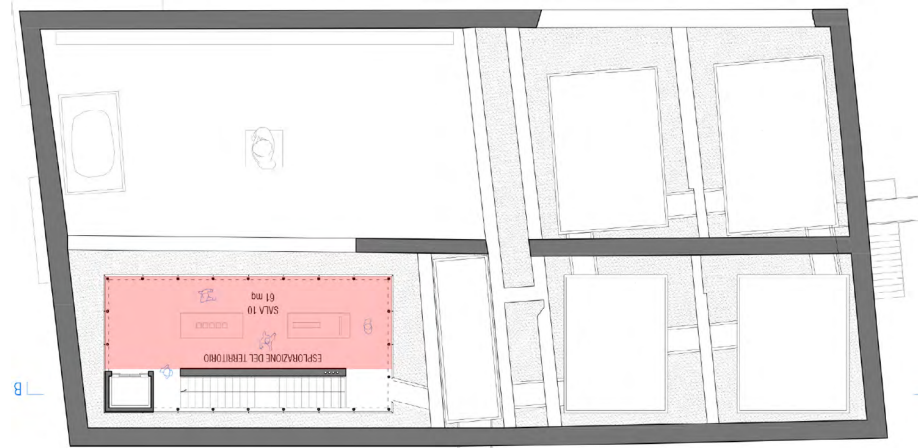 ESPLORAZIONE DEL TERRITORIO
SALA 10
61 mq
B